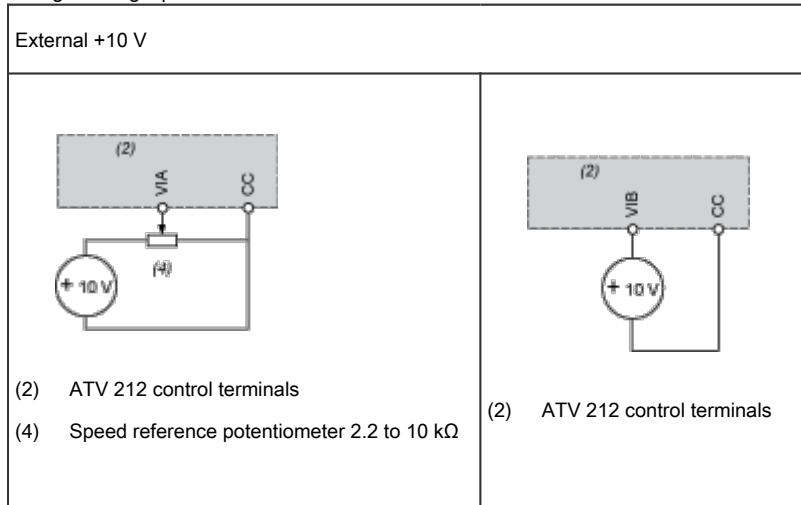 External +10 V
(2)
VIA
CC
(4)
+ 10 V
(2) ATV 212 control terminals
(4) Speed reference potentiometer 2.2 to 10 kΩ
(2)
VIB
CC
+ 10 V
(2) ATV 212 control terminals